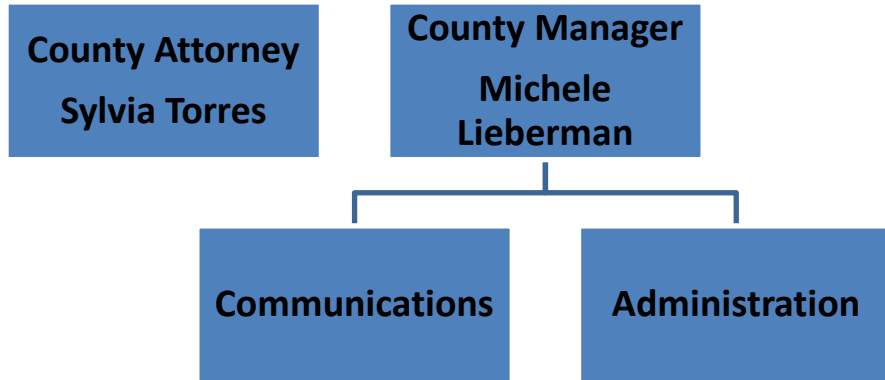 County Attorney
Sylvia Torres
County Manager
Michele
Lieberman
Communications
Administration